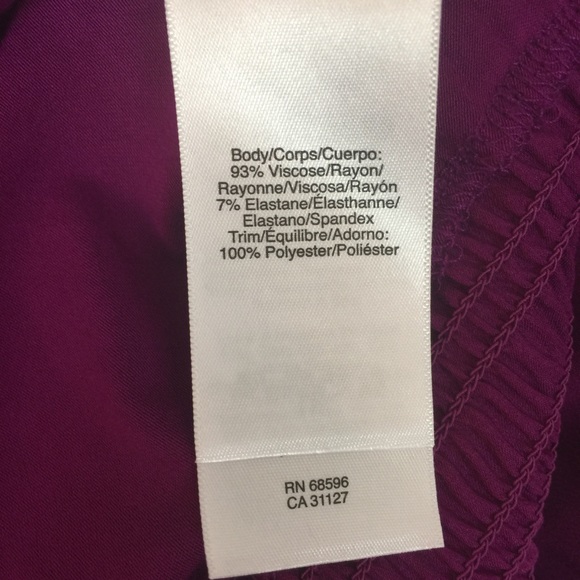 Body/Corps/Cuerpo:
93% Viscose/Rayon/
Rayonne/Viscosa/Rayón
7% Elastane/Élasthanne/
Elastano/Spandex
Trim/Équilibre/Adorno:
100% Polyester/Poliéster
RN 68596
CA 31127